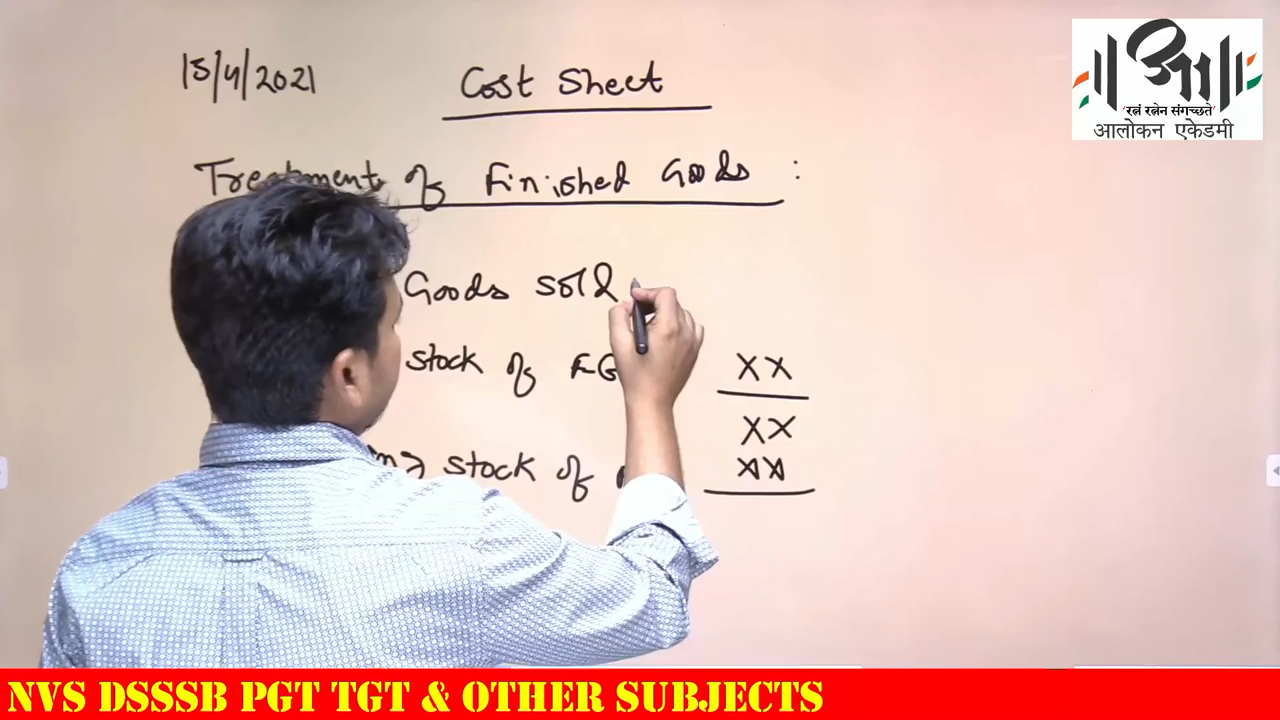 15/4/2021
Cost Sheet
Treatment of Finished Goods :
Goods sold
stock of FG XX
XX
stock of XX
'रत्नं रत्नेन संगच्छते'
आलोकन एकेडमी
NVS DSSSB PGT TGT & OTHER SUBJECTS